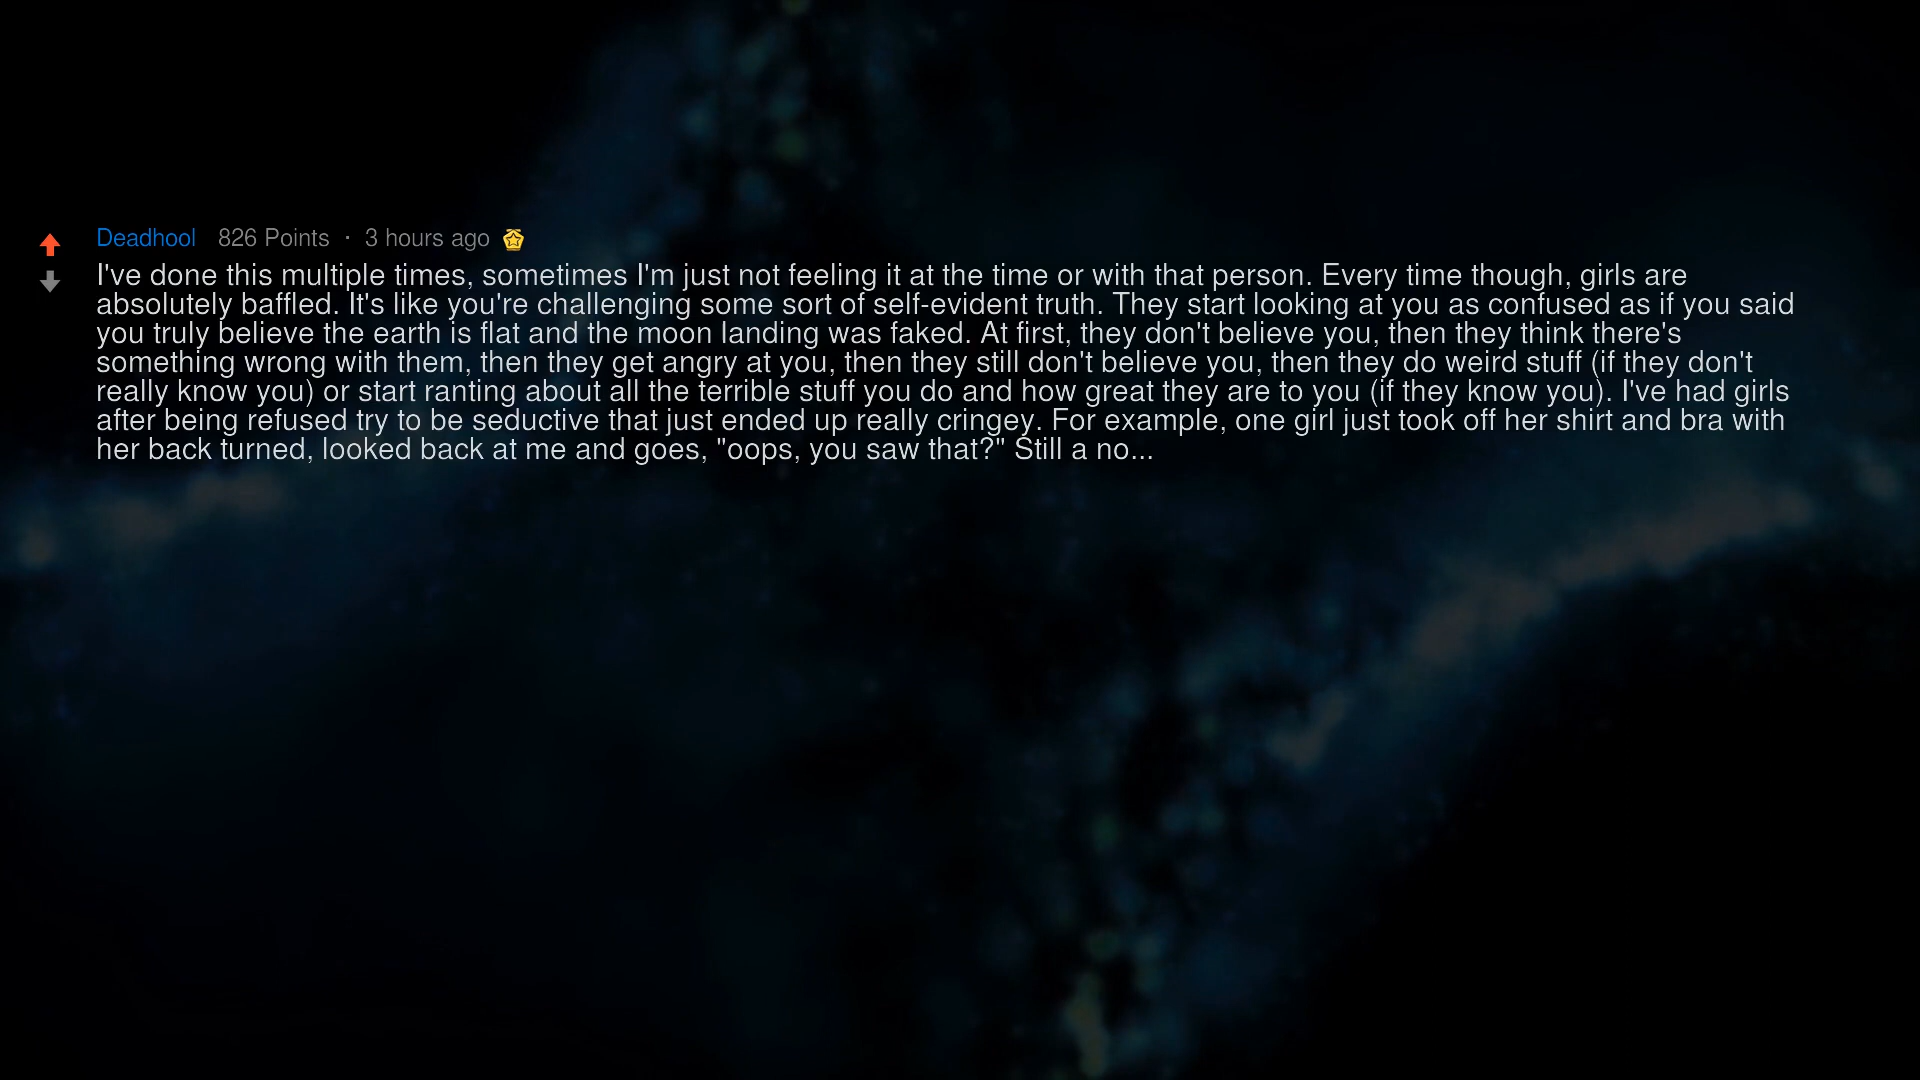 Deadhool 826 Points · 3 hours ago
I've done this multiple times, sometimes I'm just not feeling it at the time or with that person. Every time though, girls are
absolutely baffled. It's like you're challenging some sort of self-evident truth. They start looking at you as confused as if you said
you truly believe the earth is flat and the moon landing was faked. At first, they don't believe you, then they think there's
something wrong with them, then they get angry at you, then they still don't believe you, then they do weird stuff (if they don't
really know you) or start ranting about all the terrible stuff you do and how great they are to you (if they know you). I've had girls
after being refused try to be seductive that just ended up really cringey. For example, one girl just took off her shirt and bra with
her back turned, looked back at me and goes, "oops, you saw that?" Still a no...